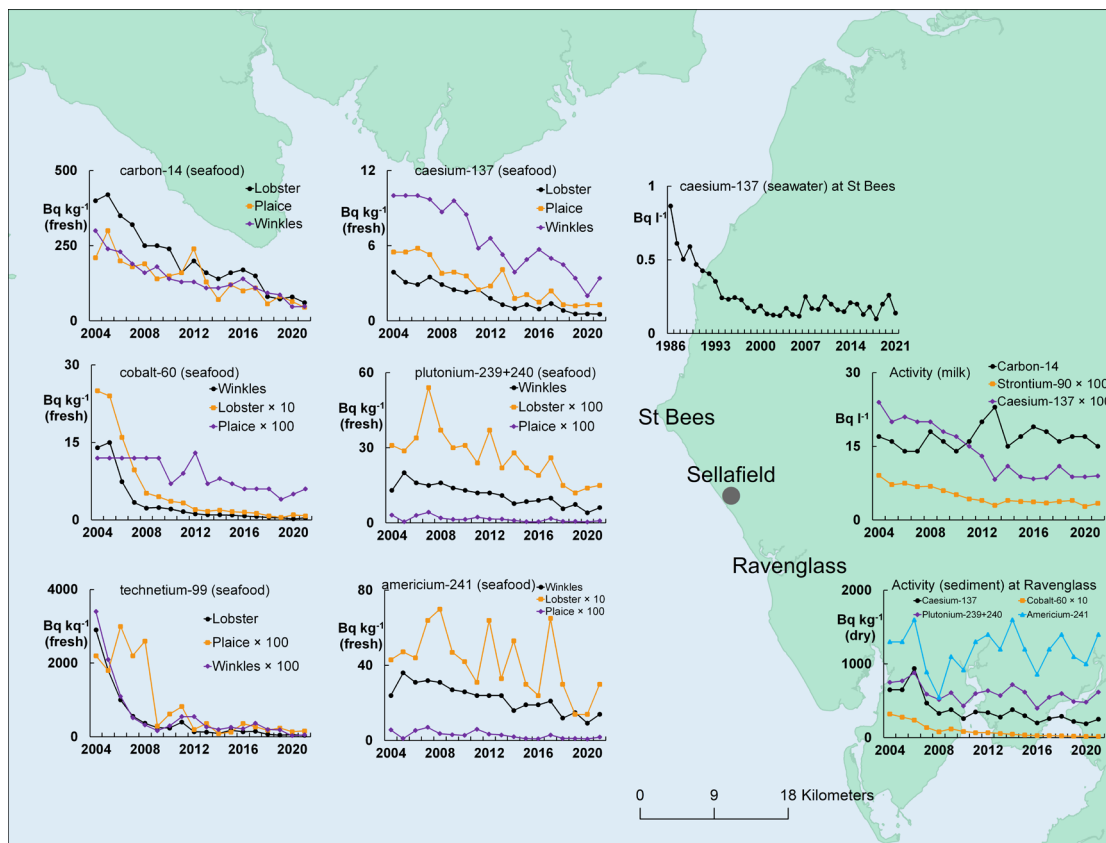 carbon-14 (seafood)
500
250
0
Bq kg⁻¹
(fresh)
Lobster
Plaice
Winkles
2004 2008 2012 2016 2020
caesium-137 (seafood)
12
6
0
Bq kg⁻¹
(fresh)
Lobster
Plaice
Winkles
2004 2008 2012 2016 2020
caesium-137 (seawater) at St Bees
1
0.5
0
Bq l⁻¹
1986 1993 2000 2007 2014 2021
cobalt-60 (seafood)
30
15
0
Bq kg⁻¹
(fresh)
Winkles
Lobster × 10
Plaice × 100
2004 2008 2012 2016 2020
plutonium-239+240 (seafood)
60
30
0
Bq kg⁻¹
(fresh)
Winkles
Lobster × 100
Plaice × 100
2004 2008 2012 2016 2020
St Bees
Sellafield
Ravenglass
Activity (milk)
30
15
0
Bq l⁻¹
Carbon-14
Strontium-90 × 100
Caesium-137 × 100
2004 2008 2012 2016 2020
technetium-99 (seafood)
4000
2000
0
Bq kg⁻¹
(fresh)
Lobster
Plaice × 100
Winkles × 100
2004 2008 2012 2016 2020
americium-241 (seafood)
80
40
0
Bq kg⁻¹
(fresh)
Winkles
Lobster × 10
Plaice × 100
2004 2008 2012 2016 2020
Activity (sediment) at Ravenglass
2000
1000
0
Bq kg⁻¹
(dry)
Caesium-137 Cobalt-60 × 10
Plutonium-239+240 Americium-241
2004 2008 2012 2016 2020
0 9 18 Kilometers